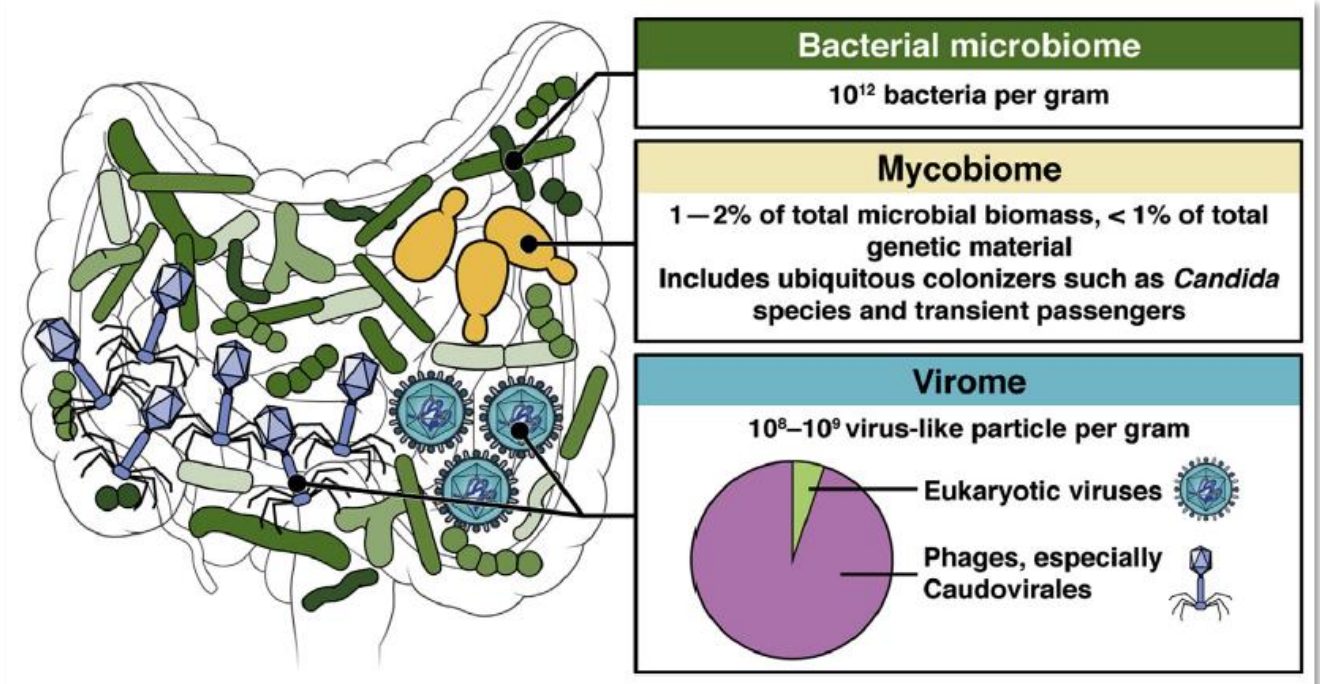 Bacterial microbiome
10¹² bacteria per gram
Mycobiome
1—2% of total microbial biomass, < 1% of total
genetic material
Includes ubiquitous colonizers such as Candida
species and transient passengers
Virome
10⁸–10⁹ virus-like particle per gram
Eukaryotic viruses
Phages, especially
Caudovirales